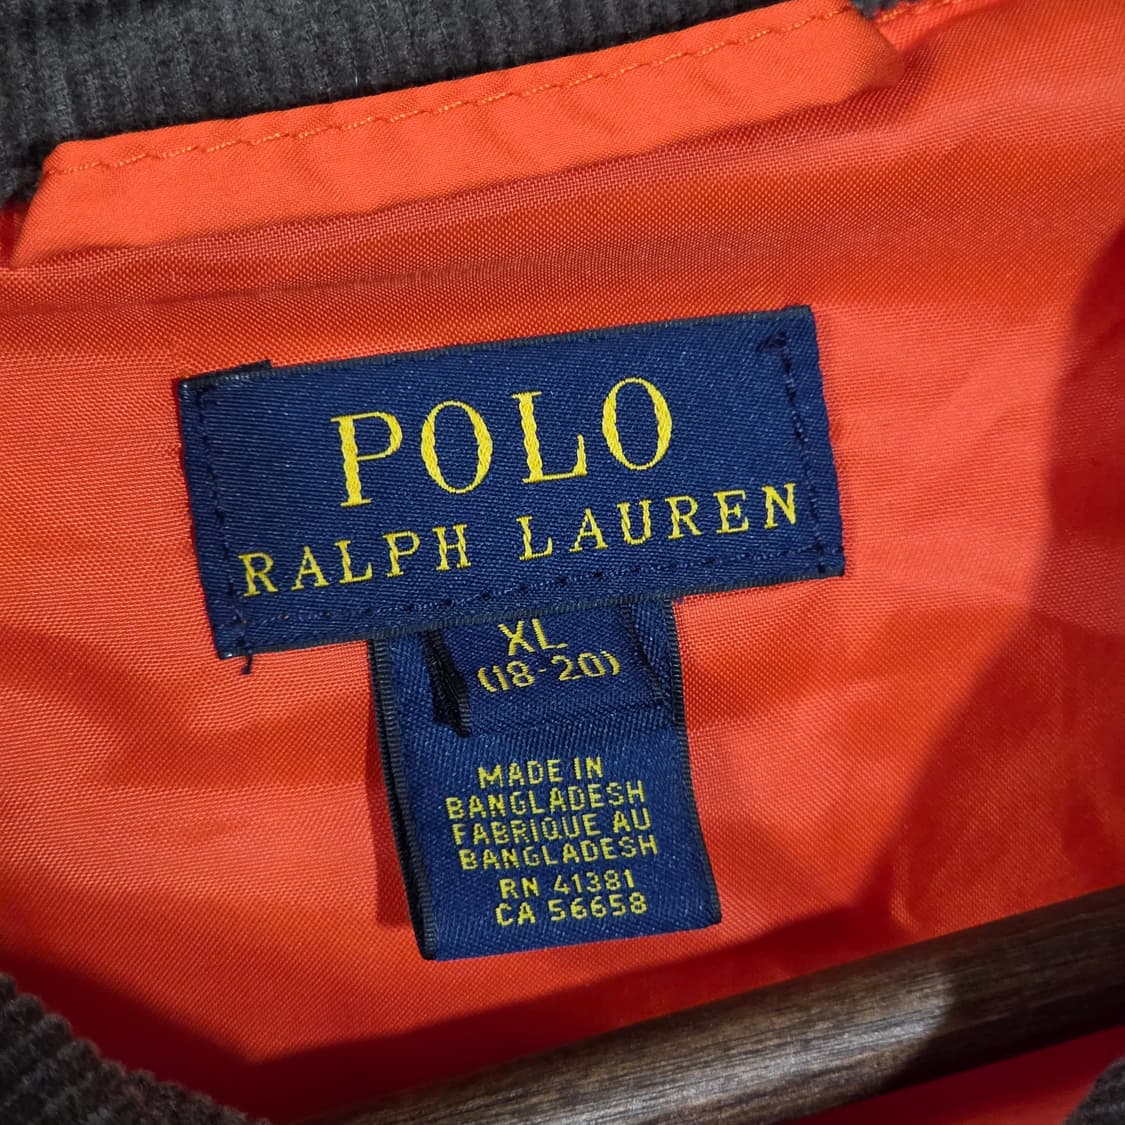 POLO
RALPH LAUREN
XL
(18-20)
MADE IN
BANGLADESH
FABRIQUE AU
BANGLADESH
RN 41381
CA 56658